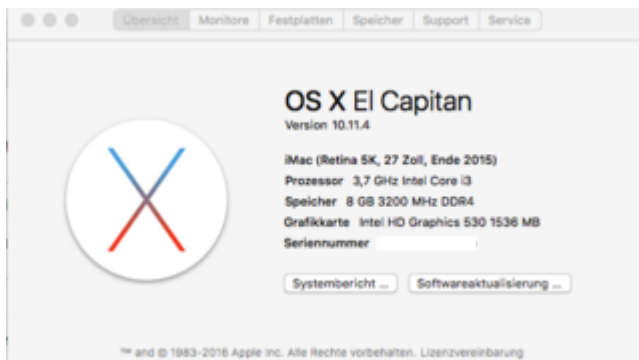 Übersicht Monitore Festplatten Speicher Support Service
OS X El Capitan
Version 10.11.4
iMac (Retina 5K, 27 Zoll, Ende 2015)
Prozessor 3,7 GHz Intel Core i3
Speicher 8 GB 3200 MHz DDR4
Grafikkarte Intel HD Graphics 530 1536 MB
Seriennummer
Systembericht ... Softwareaktualisierung ...
™ and © 1983-2016 Apple Inc. Alle Rechte vorbehalten. Lizenzvereinbarung